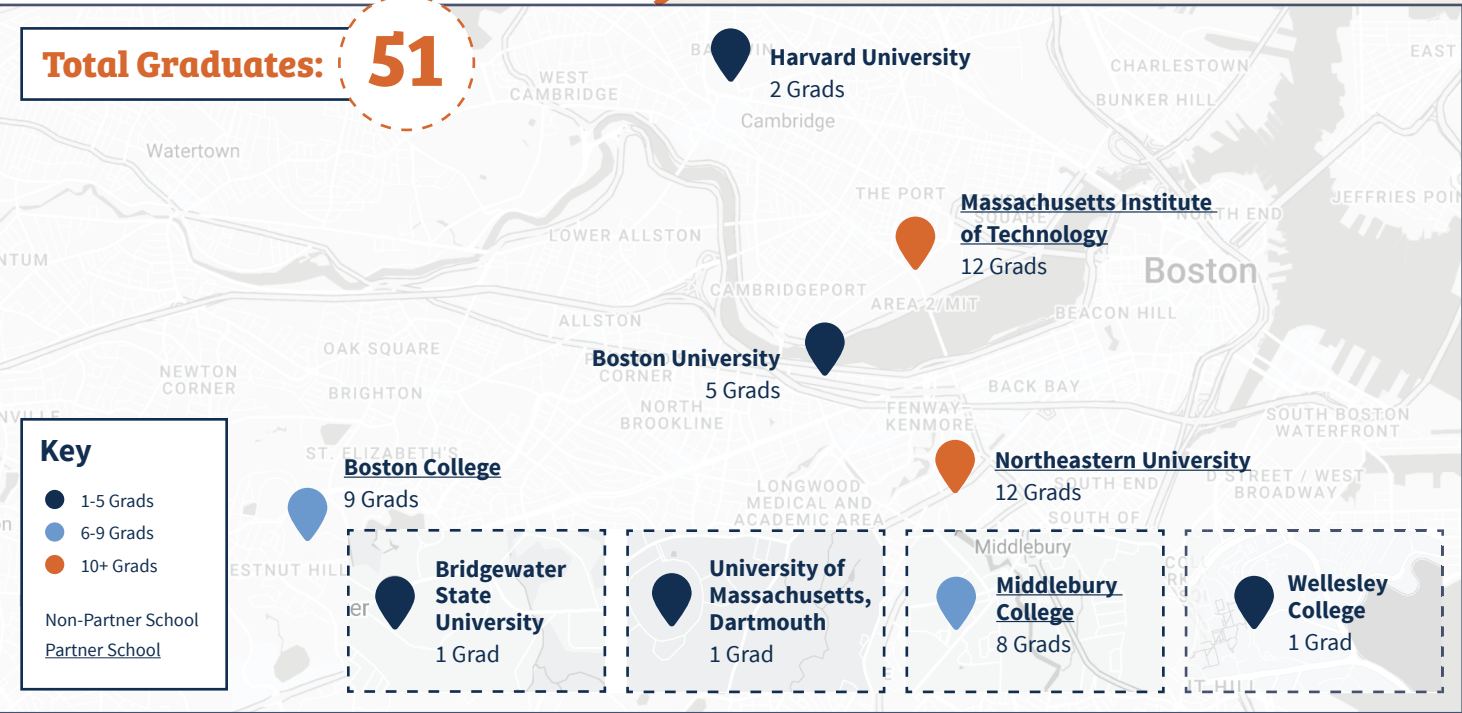 Total Graduates: 51
Harvard University
2 Grads
Massachusetts Institute
of Technology
12 Grads
Boston University
5 Grads
Boston College
9 Grads
Northeastern University
12 Grads
Key
1-5 Grads
6-9 Grads
10+ Grads
Non-Partner School
Partner School
Bridgewater
State
University
1 Grad
University of
Massachusetts,
Dartmouth
1 Grad
Middlebury
Middlebury
College
8 Grads
Wellesley
College
1 Grad
WEST
CAMBRIDGE
Cambridge
Watertown
CHARLESTOWN
BUNKER HILL
EAST
THE PORT
SQUARE
NORTH END
JEFFRIES POI
LOWER ALLSTON
Boston
CAMBRIDGEPORT
AREA 2/MIT
BEACON HILL
ALLSTON
OAK SQUARE
CORNER
NEWTON
CORNER
BRIGHTON
BACK BAY
NORTH
BROOKLINE
FENWAY-
KENMORE
SOUTH BOSTON
WATERFRONT
ST. ELIZABETH'S
LONGWOOD
MEDICAL AND
ACADEMIC AREA
SOUTH END
D STREET / WEST
BROADWAY
SOUTH OF
ESTNUT HILL